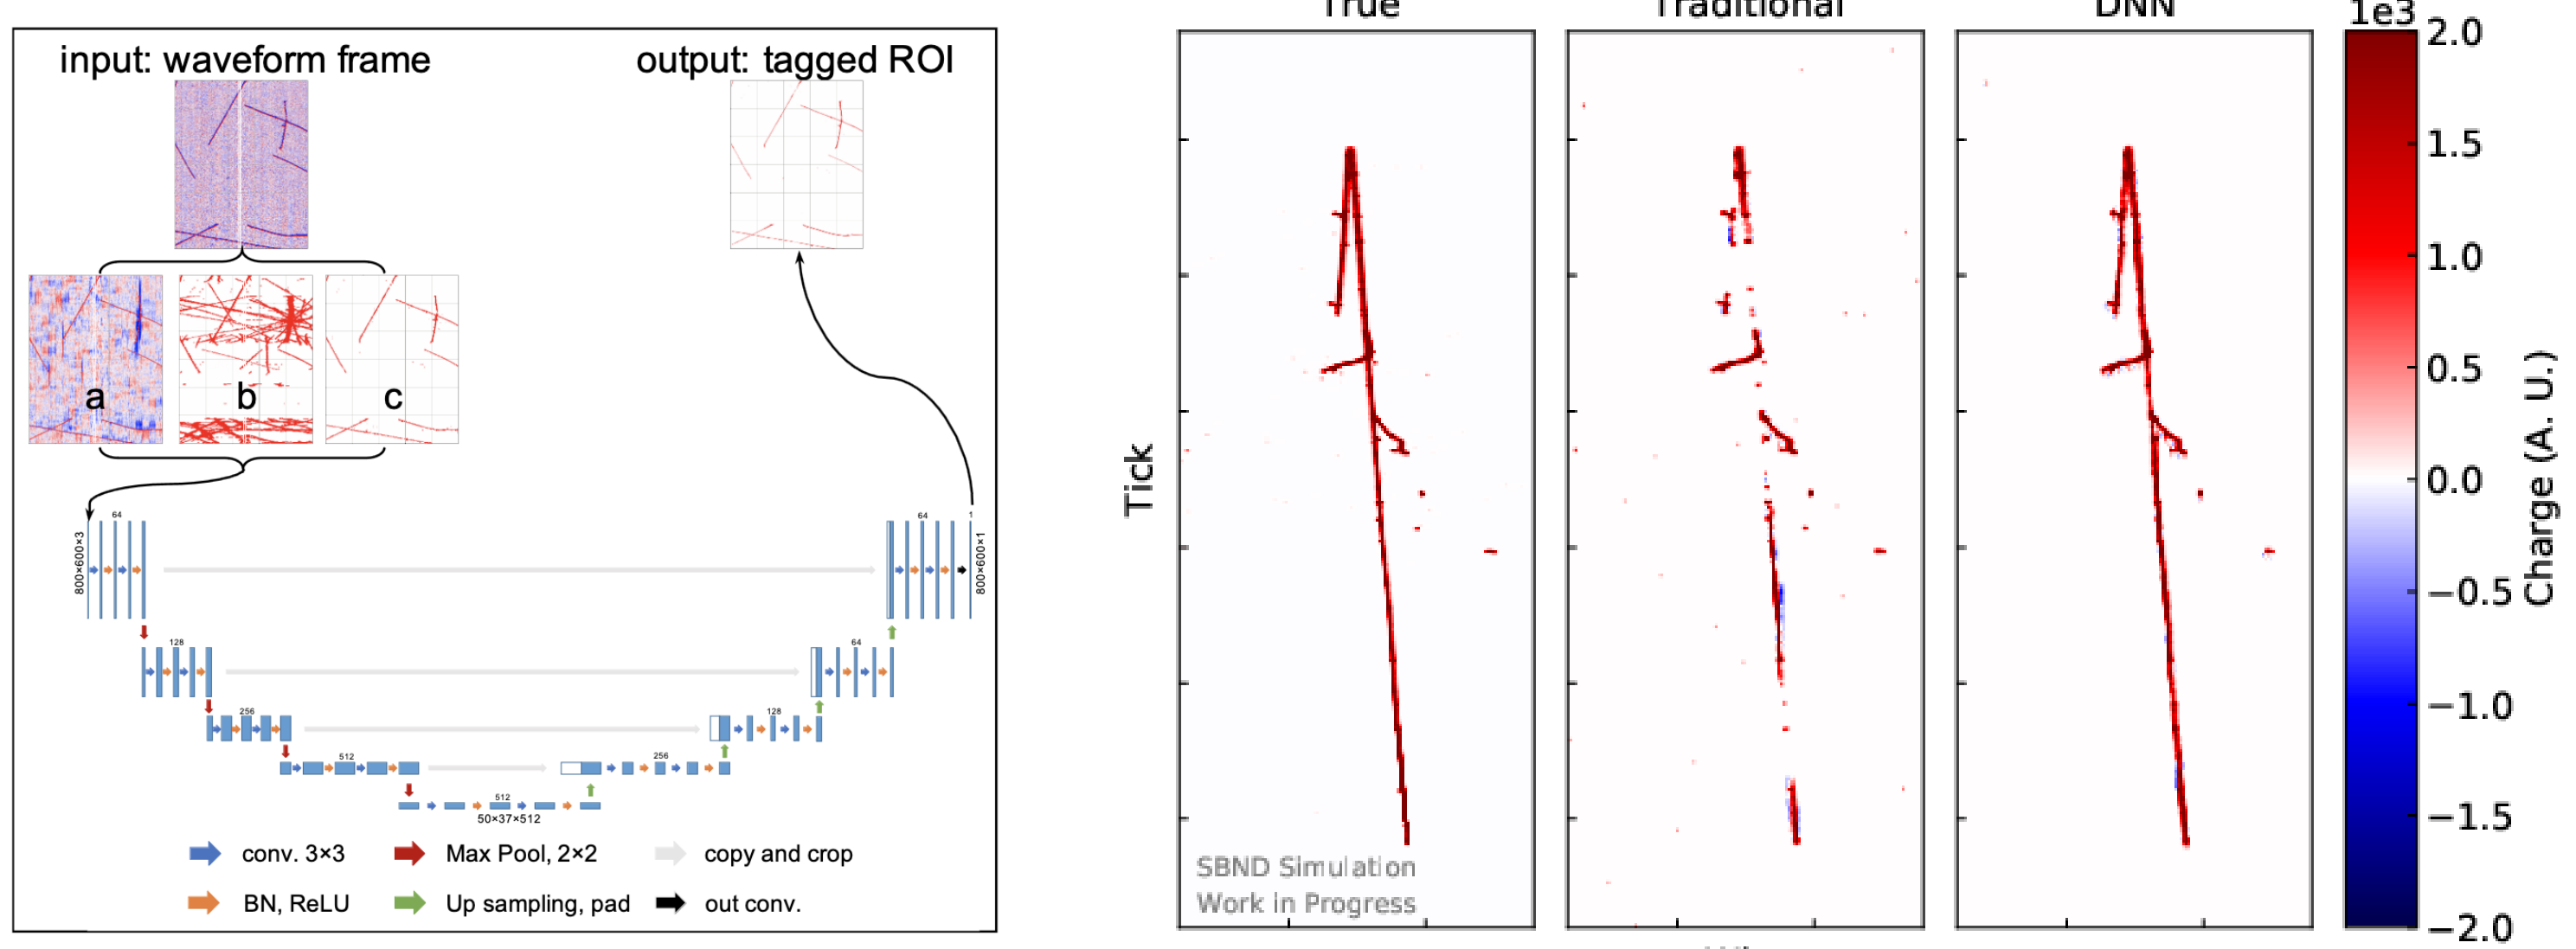 input: waveform frame
output: tagged ROI
a
b
c
64
800×600×3
64
1
800×600×1
128
64
256
128
512
256
512
50×37×512
conv. 3×3
Max Pool, 2×2
copy and crop
BN, ReLU
Up sampling, pad
out conv.
True
Traditional
DNN
Tick
SBND Simulation
Work in Progress
1e3
2.0
1.5
1.0
0.5
0.0
−0.5
−1.0
−1.5
−2.0
Charge (A. U.)